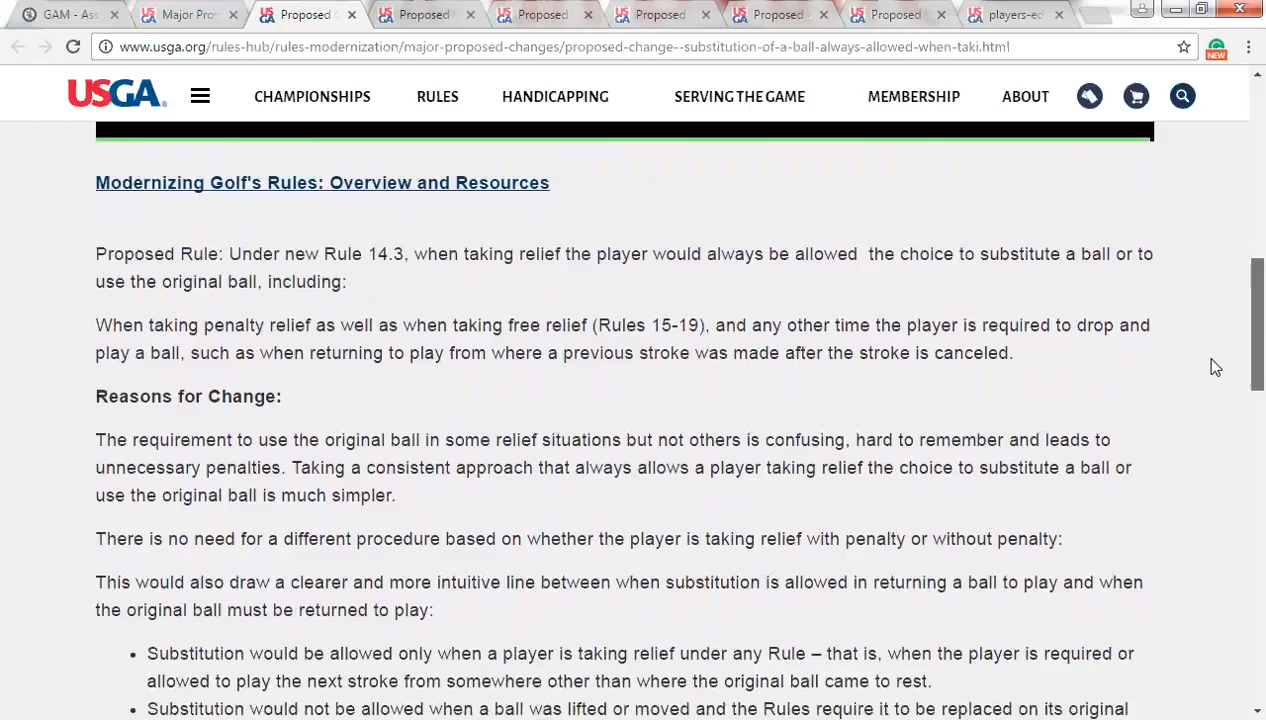 GAM - Ass
Major Pro
Proposed
Proposed
Proposed
Proposed
Proposed
Proposed
players-ed
www.usga.org/rules-hub/rules-modernization/major-proposed-changes/proposed-change--substitution-of-a-ball-always-allowed-when-taki.html
NEW
USGA
CHAMPIONSHIPS
RULES
HANDICAPPING
SERVING THE GAME
MEMBERSHIP
ABOUT
Modernizing Golf's Rules: Overview and Resources
Proposed Rule: Under new Rule 14.3, when taking relief the player would always be allowed the choice to substitute a ball or to
use the original ball, including:
When taking penalty relief as well as when taking free relief (Rules 15-19), and any other time the player is required to drop and
play a ball, such as when returning to play from where a previous stroke was made after the stroke is canceled.
Reasons for Change:
The requirement to use the original ball in some relief situations but not others is confusing, hard to remember and leads to
unnecessary penalties. Taking a consistent approach that always allows a player taking relief the choice to substitute a ball or
use the original ball is much simpler.
There is no need for a different procedure based on whether the player is taking relief with penalty or without penalty:
This would also draw a clearer and more intuitive line between when substitution is allowed in returning a ball to play and when
the original ball must be returned to play:
• Substitution would be allowed only when a player is taking relief under any Rule – that is, when the player is required or
allowed to play the next stroke from somewhere other than where the original ball came to rest.
• Substitution would not be allowed when a ball was lifted or moved and the Rules require it to be replaced on its original